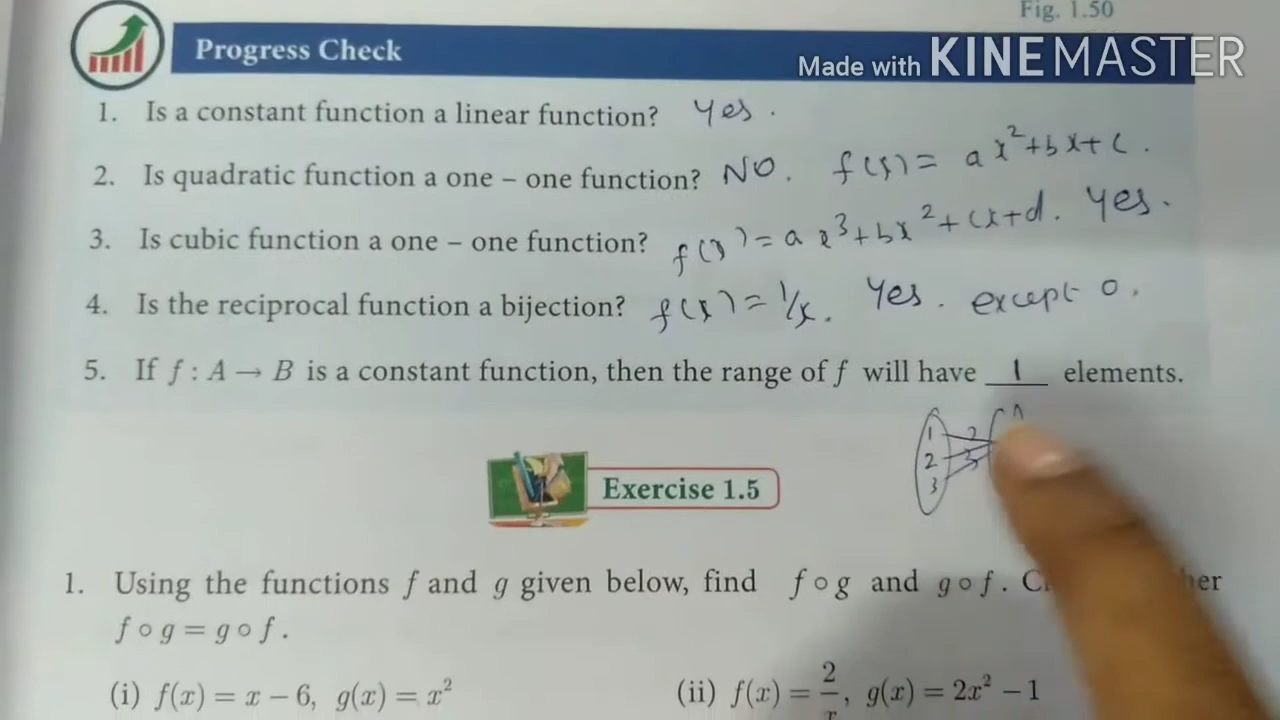 Fig. 1.50
Progress Check
Made with KINEMASTER
1. Is a constant function a linear function? Yes.
2. Is quadratic function a one – one function? NO. f(x) = ax²+bx+c.
3. Is cubic function a one – one function? f(x) = ax³+bx²+cx+d. Yes.
4. Is the reciprocal function a bijection? f(x) = 1/x. Yes. except 0.
5. If f : A → B is a constant function, then the range of f will have 1 elements.
1 2
2 3
3
Exercise 1.5
1. Using the functions f and g given below, find f∘g and g∘f.
f∘g = g∘f.
(i) f(x) = x – 6, g(x) = x² (ii) f(x) = 2/x, g(x) = 2x² – 1